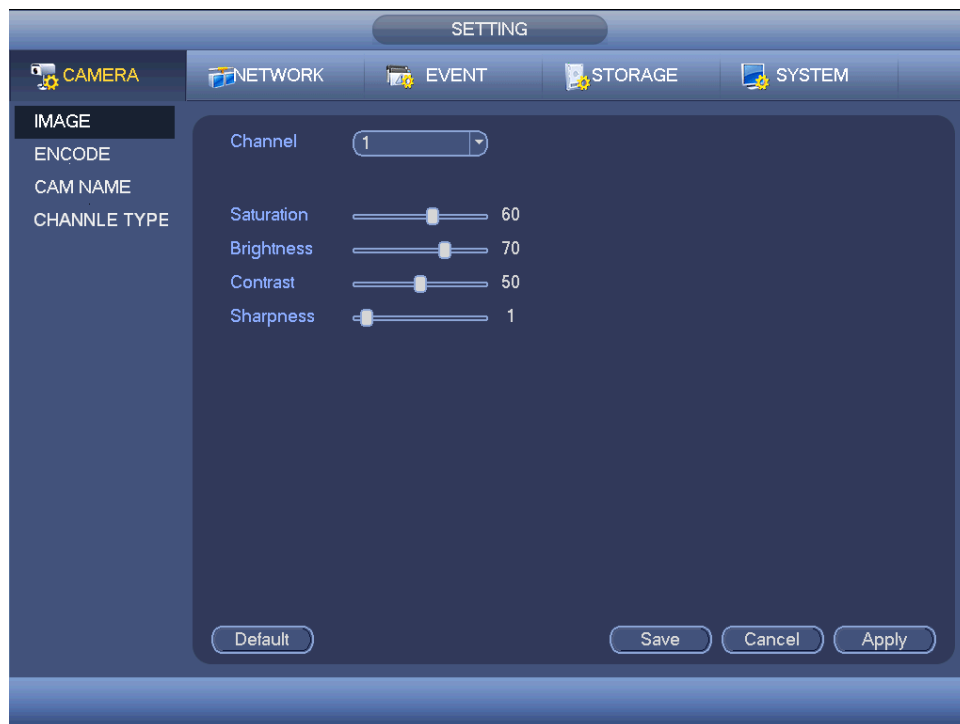 SETTING
CAMERA NETWORK EVENT STORAGE SYSTEM
IMAGE
ENCODE
CAM NAME
CHANNLE TYPE
Channel 1
Saturation 60
Brightness 70
Contrast 50
Sharpness 1
Default Save Cancel Apply